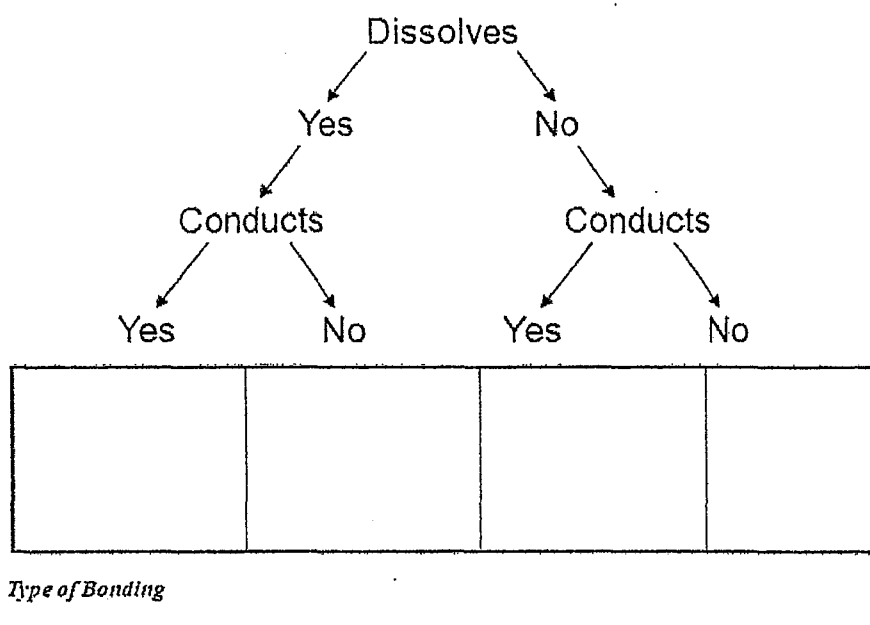 Dissolves
Yes No
Conducts Conducts
Yes No Yes No
Type of Bonding